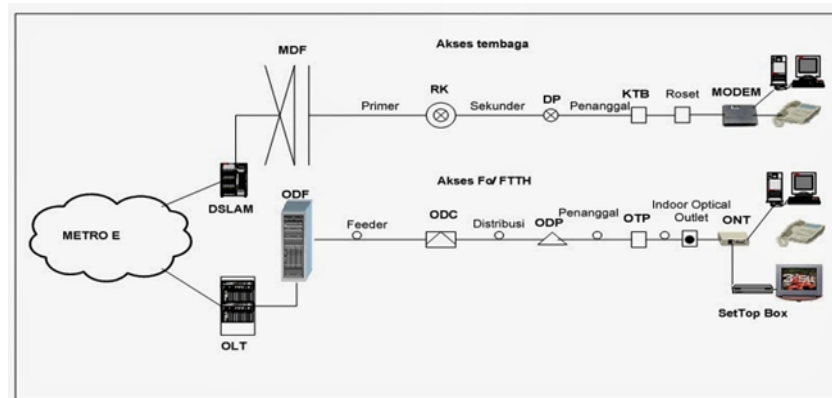 Akses tembaga
MDF
RK
DP
KTB
MODEM
Primer
Sekunder
Penanggal
Roset
DSLAM
METRO E
OLT
Akses Fo/ FTTH
ODF
ODC
ODP
OTP
Indoor Optical
Outlet
ONT
Feeder
Distribusi
Penanggal
SetTop Box